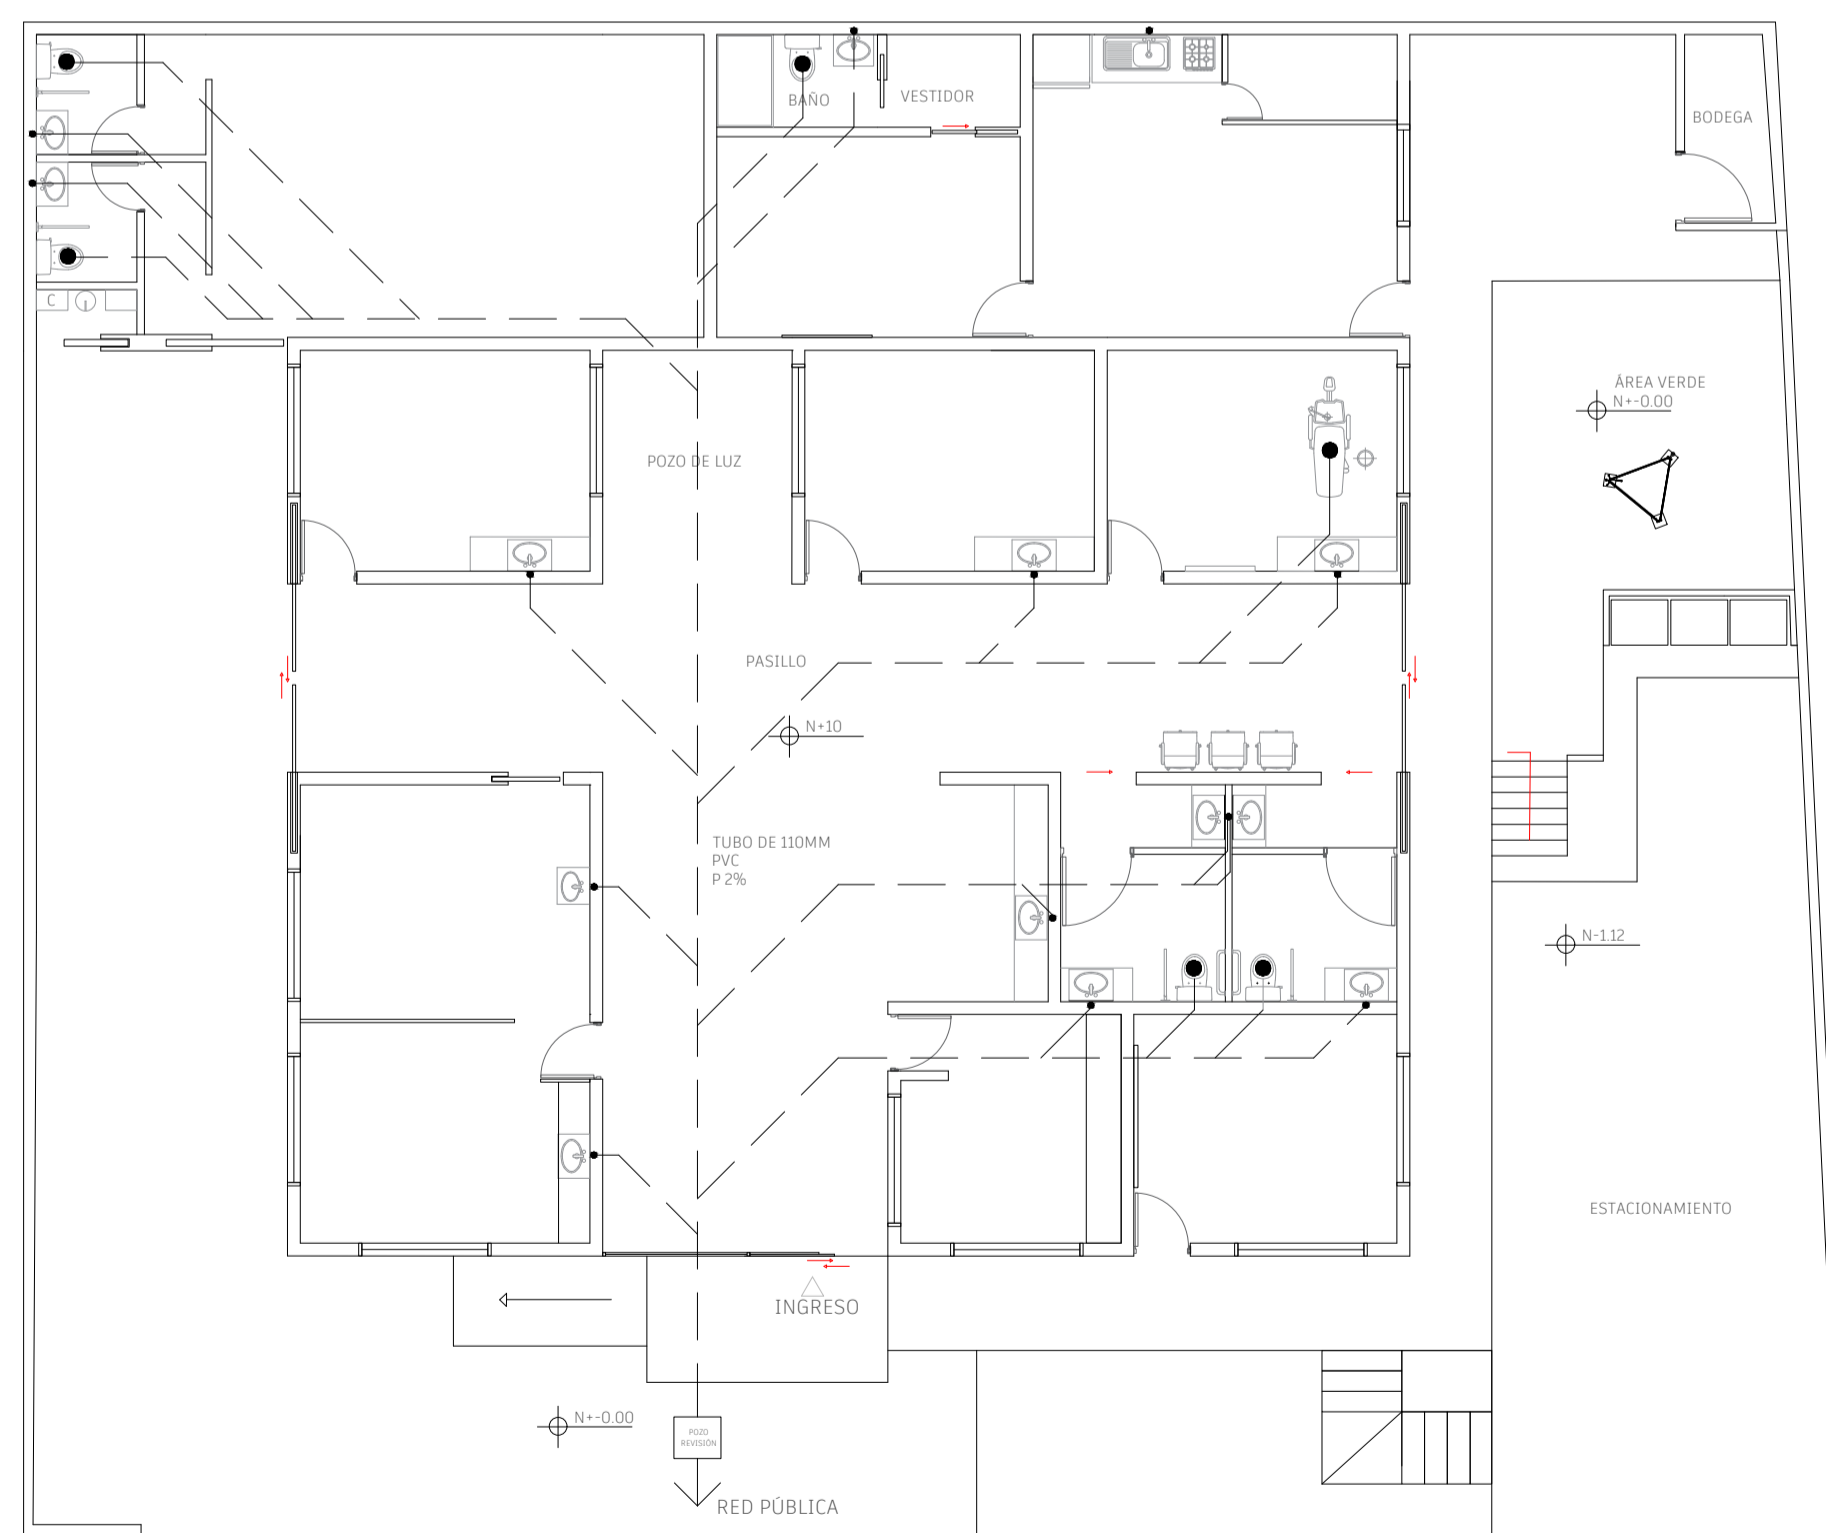 BAÑO
VESTIDOR
BODEGA
C
ÁREA VERDE
N+-0.00
POZO DE LUZ
PASILLO
N+10
TUBO DE 110MM
PVC
P 2%
N-1.12
ESTACIONAMIENTO
INGRESO
N+-0.00
POZO
REVISIÓN
RED PÚBLICA